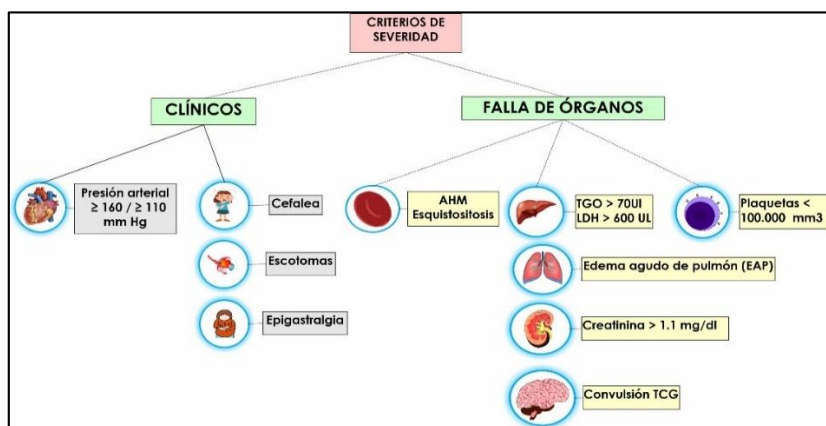 CRITERIOS DE
SEVERIDAD
CLÍNICOS
FALLA DE ÓRGANOS
Presión arterial
≥ 160 / ≥ 110
mm Hg
Cefalea
Escotomas
Epigastralgia
AHM
Esquistositosis
TGO > 70UI
LDH > 600 UL
Plaquetas <
100.000 mm3
Edema agudo de pulmón (EAP)
Creatinina > 1.1 mg/dl
Convulsión TCG